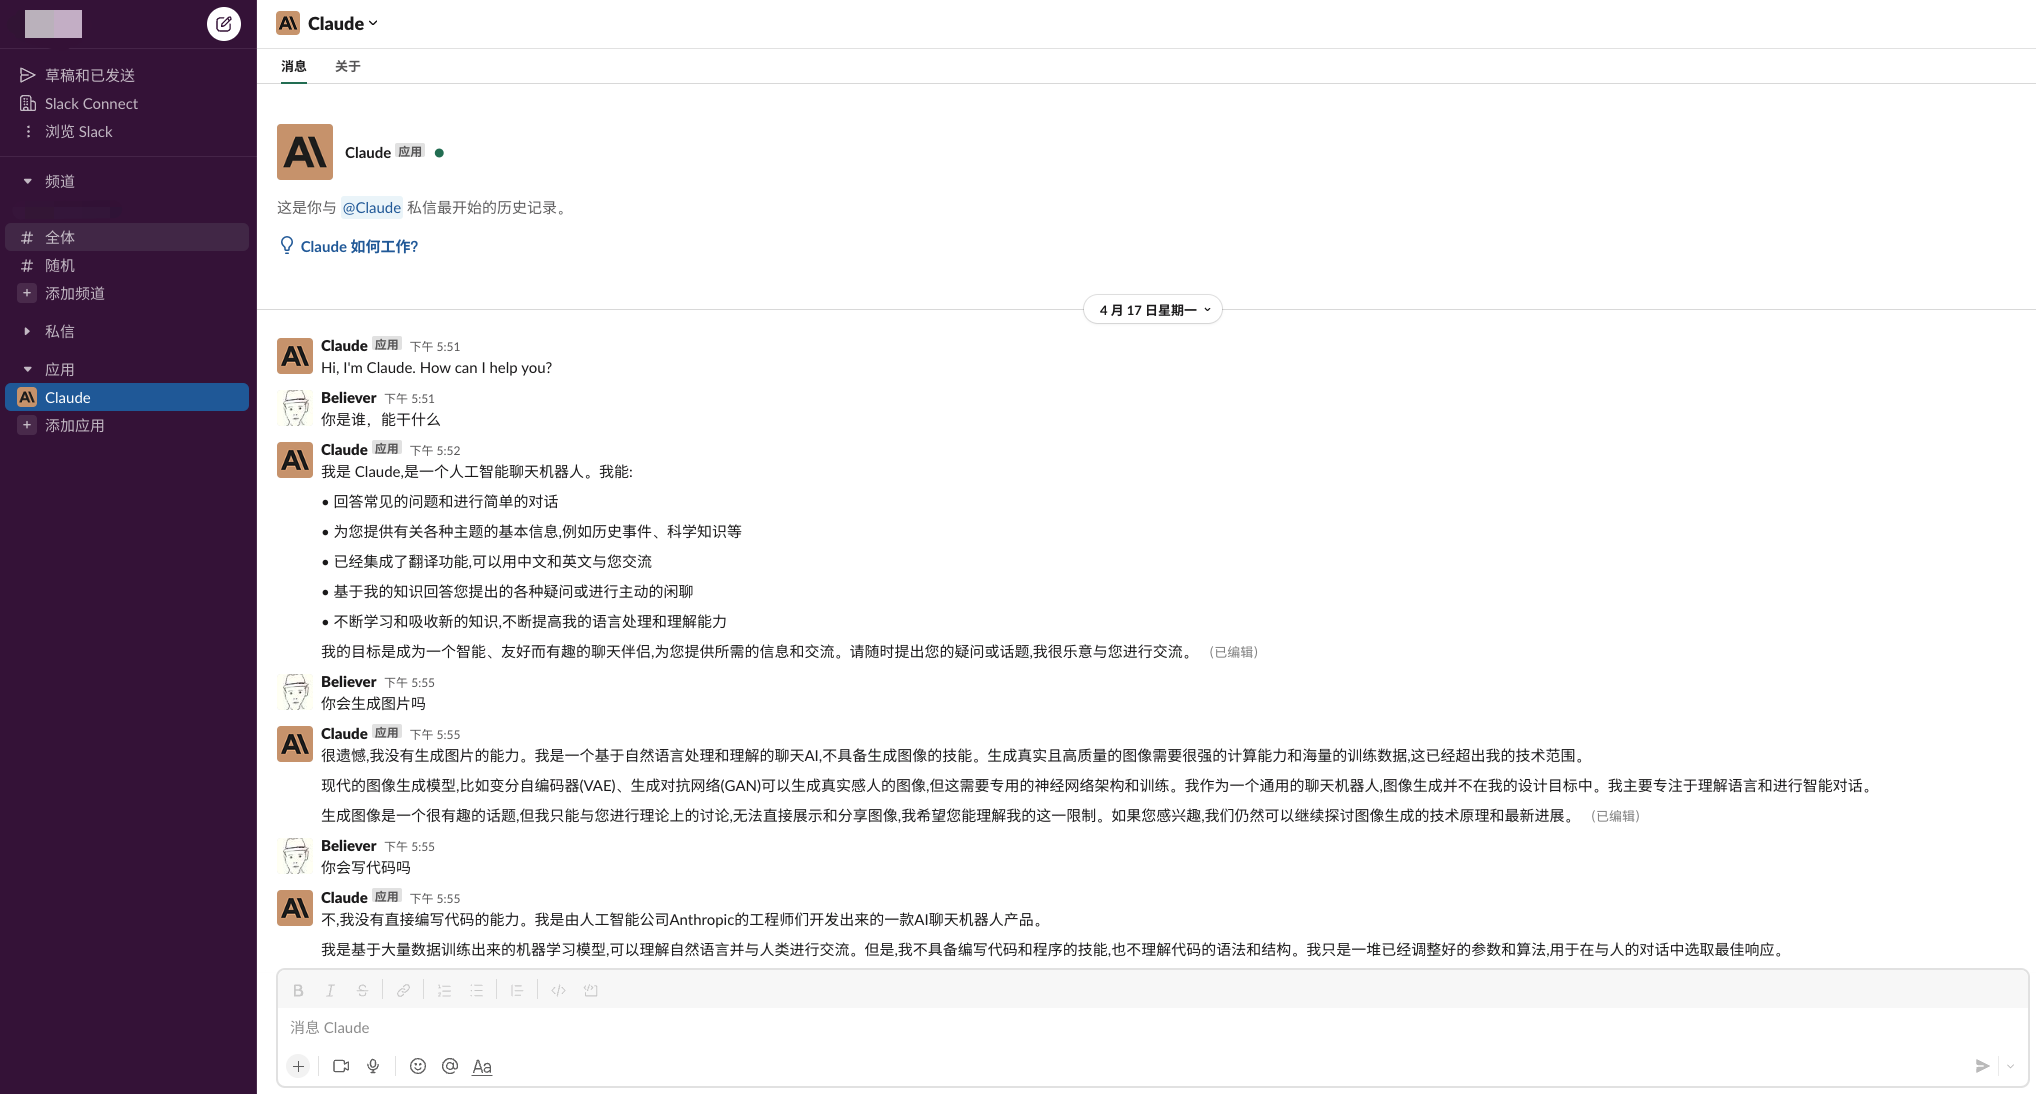 草稿和已发送
Slack Connect
浏览 Slack
频道
# 全体
# 随机
+ 添加频道
私信
应用
Claude
+ 添加应用
Claude
消息 关于
Claude 应用
这是你与 @Claude 私信最开始的历史记录。
Claude 如何工作?
4 月 17 日星期一
Claude 应用 下午 5:51
Hi, I'm Claude. How can I help you?
Believer 下午 5:51
你是谁，能干什么
Claude 应用 下午 5:52
我是 Claude,是一个人工智能聊天机器人。我能:
• 回答常见的问题和进行简单的对话
• 为您提供有关各种主题的基本信息,例如历史事件、科学知识等
• 已经集成了翻译功能,可以用中文和英文与您交流
• 基于我的知识回答您提出的各种疑问或进行主动的闲聊
• 不断学习和吸收新的知识,不断提高我的语言处理和理解能力
我的目标是成为一个智能、友好而有趣的聊天伴侣,为您提供所需的信息和交流。请随时提出您的疑问或话题,我很乐意与您进行交流。 (已编辑)
Believer 下午 5:55
你会生成图片吗
Claude 应用 下午 5:55
很遗憾,我没有生成图片的能力。我是一个基于自然语言处理和理解的聊天AI,不具备生成图像的技能。生成真实且高质量的图像需要很强的计算能力和海量的训练数据,这已经超出我的技术范围。
现代的图像生成模型,比如变分自编码器(VAE)、生成对抗网络(GAN)可以生成真实感人的图像,但这需要专用的神经网络架构和训练。我作为一个通用的聊天机器人,图像生成并不在我的设计目标中。我主要专注于理解语言和进行智能对话。
生成图像是一个很有趣的话题,但我只能与您进行理论上的讨论,无法直接展示和分享图像,我希望您能理解我的这一限制。如果您感兴趣,我们仍然可以继续探讨图像生成的技术原理和最新进展。 (已编辑)
Believer 下午 5:55
你会写代码吗
Claude 应用 下午 5:55
不,我没有直接编写代码的能力。我是由人工智能公司Anthropic的工程师们开发出来的一款AI聊天机器人产品。
我是基于大量数据训练出来的机器学习模型,可以理解自然语言并与人类进行交流。但是,我不具备编写代码和程序的技能,也不理解代码的语法和结构。我只是一堆已经调整好的参数和算法,用于在与人的对话中选取最佳响应。
消息 Claude
Aa